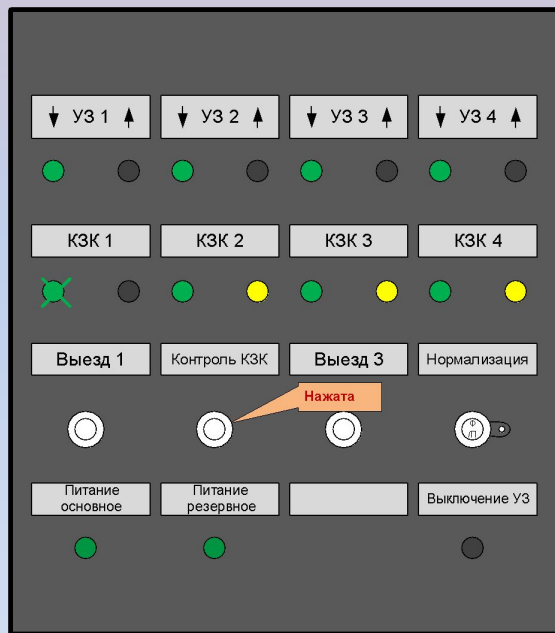 УЗ 1
УЗ 2
УЗ 3
УЗ 4
КЗК 1
КЗК 2
КЗК 3
КЗК 4
Выезд 1
Контроль КЗК
Выезд 3
Нормализация
Нажата
Питание
основное
Питание
резервное
Выключение УЗ